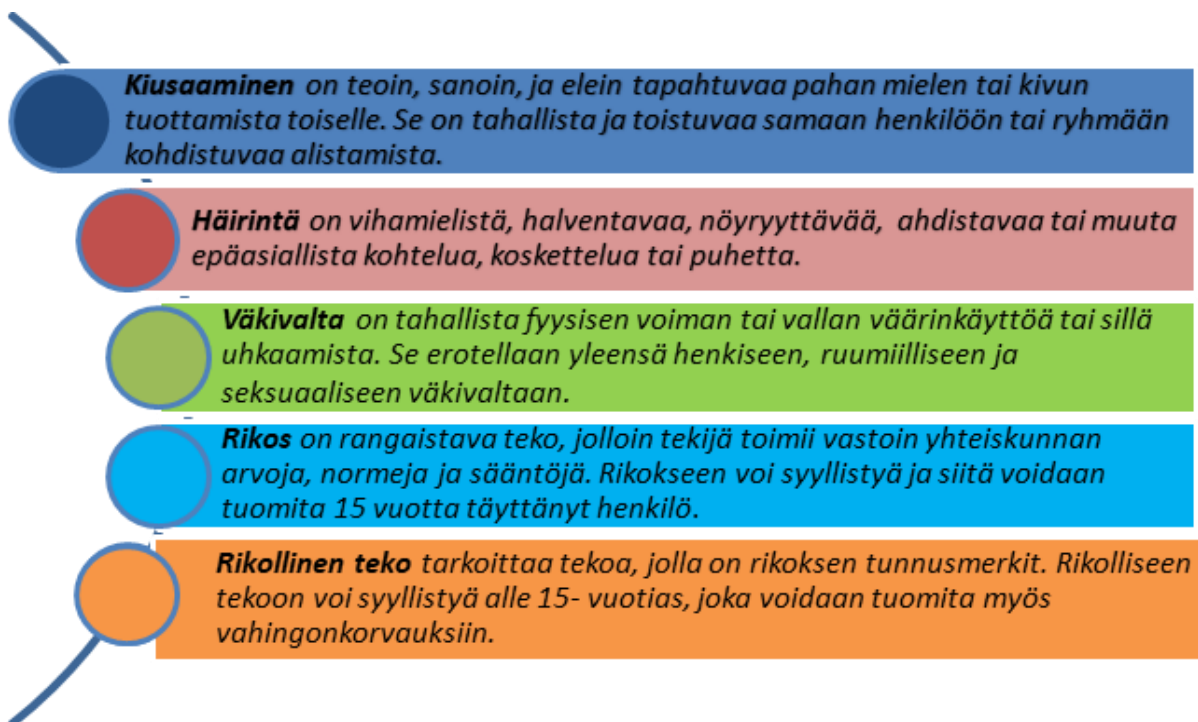 Kiusaaminen on teoin, sanoin, ja elein tapahtuvaa pahan mielen tai kivun
tuottamista toiselle. Se on tahallista ja toistuvaa samaan henkilöön tai ryhmään
kohdistuvaa alistamista.
Häirintä on vihamielistä, halventavaa, nöyryyttävää, ahdistavaa tai muuta
epäasiallista kohtelua, koskettelua tai puhetta.
Väkivalta on tahallista fyysisen voiman tai vallan väärinkäyttöä tai sillä
uhkaamista. Se erotellaan yleensä henkiseen, ruumiilliseen ja
seksuaaliseen väkivaltaan.
Rikos on rangaistava teko, jolloin tekijä toimii vastoin yhteiskunnan
arvoja, normeja ja sääntöjä. Rikokseen voi syyllistyä ja siitä voidaan
tuomita 15 vuotta täyttänyt henkilö.
Rikollinen teko tarkoittaa tekoa, jolla on rikoksen tunnusmerkit. Rikolliseen
tekoon voi syyllistyä alle 15- vuotias, joka voidaan tuomita myös
vahingonkorvauksiin.